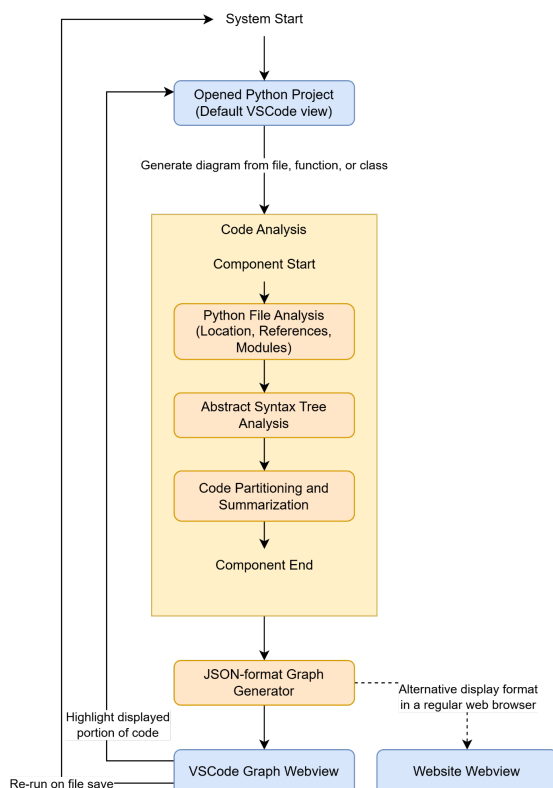 System Start
Opened Python Project
(Default VSCode view)
Generate diagram from file, function, or class
Code Analysis
Component Start
Python File Analysis
(Location, References,
Modules)
Abstract Syntax Tree
Analysis
Code Partitioning and
Summarization
Component End
JSON-format Graph
Generator
Alternative display format
in a regular web browser
Highlight displayed
portion of code
VSCode Graph Webview
Website Webview
Re-run on file save